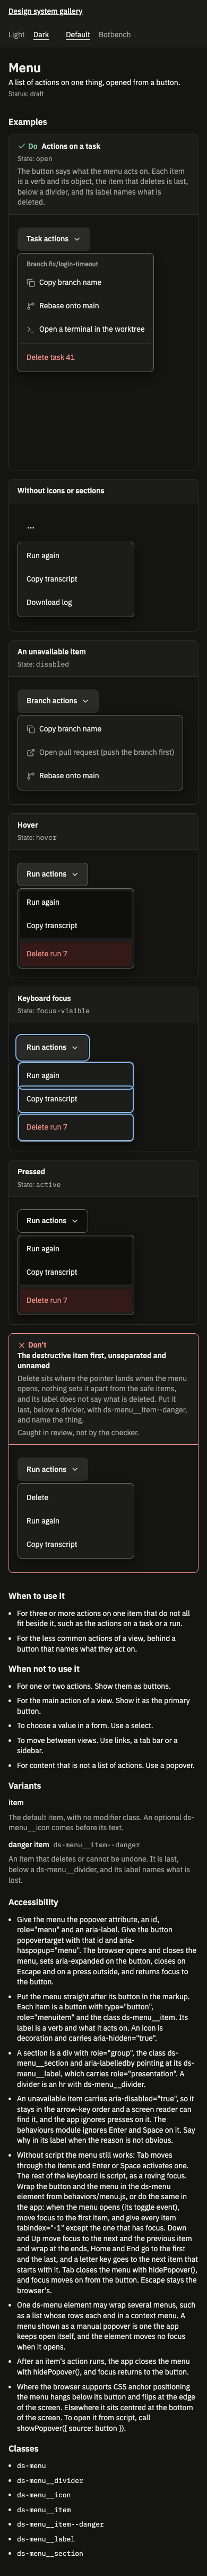 Design system gallery
Light Dark Default Botbench
Menu
A list of actions on one thing, opened from a button.
Status: draft
Examples
Do Actions on a task
State: open
The button says what the menu acts on. Each item
is a verb and its object, the item that deletes is last,
below a divider, and its label names what is
deleted.
Task actions
Branch fix/login-timeout
Copy branch name
Rebase onto main
Open a terminal in the worktree
Delete task 41
Without icons or sections
...
Run again
Copy transcript
Download log
An unavailable item
State: disabled
Branch actions
Copy branch name
Open pull request (push the branch first)
Rebase onto main
Hover
State: hover
Run actions
Run again
Copy transcript
Delete run 7
Keyboard focus
State: focus-visible
Run actions
Run again
Copy transcript
Delete run 7
Pressed
State: active
Run actions
Run again
Copy transcript
Delete run 7
Don't
The destructive item first, unseparated and
unnamed
Delete sits where the pointer lands when the menu
opens, nothing sets it apart from the safe items,
and its label does not say what is deleted. Put it
last, below a divider, with ds-menu__item--danger,
and name the thing.
Caught in review, not by the checker.
Run actions
Delete
Run again
Copy transcript
When to use it
• For three or more actions on one item that do not all
fit beside it, such as the actions on a task or a run.
• For the less common actions of a view, behind a
button that names what they act on.
When not to use it
• For one or two actions. Show them as buttons.
• For the main action of a view. Show it as the primary
button.
• To choose a value in a form. Use a select.
• To move between views. Use links, a tab bar or a
sidebar.
• For content that is not a list of actions. Use a popover.
Variants
item
The default item, with no modifier class. An optional ds-
menu__icon comes before its text.
danger item ds-menu__item--danger
An item that deletes or cannot be undone. It is last,
below a ds-menu__divider, and its label names what is
lost.
Accessibility
• Give the menu the popover attribute, an id,
role="menu" and an aria-label. Give the button
popovertarget with that id and aria-
haspopup="menu". The browser opens and closes the
menu, sets aria-expanded on the button, closes on
Escape and on a press outside, and returns focus to
the button.
• Put the menu straight after its button in the markup.
Each item is a button with type="button",
role="menuitem" and the class ds-menu__item. Its
label is a verb and what it acts on. An icon is
decoration and carries aria-hidden="true".
• A section is a div with role="group", the class ds-
menu__section and aria-labelledby pointing at its ds-
menu__label, which carries role="presentation". A
divider is an hr with ds-menu__divider.
• An unavailable item carries aria-disabled="true", so it
stays in the arrow-key order and a screen reader can
find it, and the app ignores presses on it. The
behaviours module ignores Enter and Space on it. Say
why in its label when the reason is not obvious.
• Without script the menu still works: Tab moves
through the items and Enter or Space activates one.
The rest of the keyboard is script, as a roving focus.
Wrap the button and the menu in the ds-menu
element from behaviors/menu.js, or do the same in
the app: when the menu opens (its toggle event),
move focus to the first item, and give every item
tabindex="-1" except the one that has focus. Down
and Up move focus to the next and the previous item
and wrap at the ends, Home and End go to the first
and the last, and a letter key goes to the next item that
starts with it. Tab closes the menu with hidePopover(),
and focus moves on from the button. Escape stays the
browser's.
• One ds-menu element may wrap several menus, such
as a list whose rows each end in a context menu. A
menu shown as a manual popover is one the app
keeps open itself, and the element moves no focus
when it opens.
• After an item's action runs, the app closes the menu
with hidePopover(), and focus returns to the button.
• Where the browser supports CSS anchor positioning
the menu hangs below its button and flips at the edge
of the screen. Elsewhere it sits centred at the bottom
of the screen. To open it from script, call
showPopover({ source: button }).
Classes
• ds-menu
• ds-menu__divider
• ds-menu__icon
• ds-menu__item
• ds-menu__item--danger
• ds-menu__label
• ds-menu__section